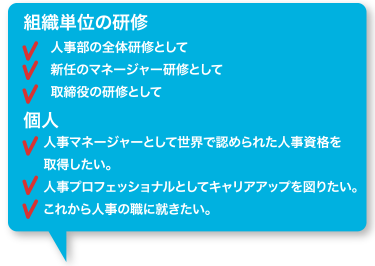 組織単位の研修
人事部の全体研修として
新任のマネージャー研修として
取締役の研修として
個人
人事マネージャーとして世界で認められた人事資格を
取得したい。
人事プロフェッショナルとしてキャリアアップを図りたい。
これから人事の職に就きたい。